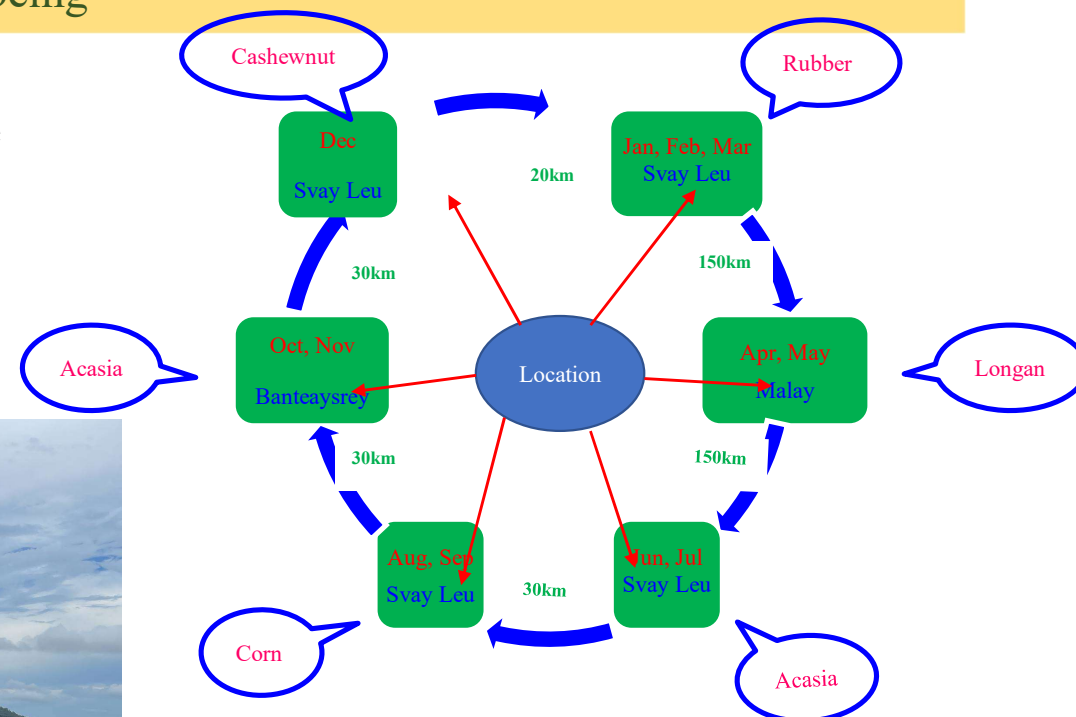 Cashewnut
Rubber
Dec
Svay Leu
20km
Jan, Feb, Mar
Svay Leu
30km
150km
Acasia
Oct, Nov
Banteaysrey
Location
Apr, May
Malay
Longan
30km
150km
Aug, Sep
Svay Leu
30km
Jun, Jul
Svay Leu
Corn
Acasia